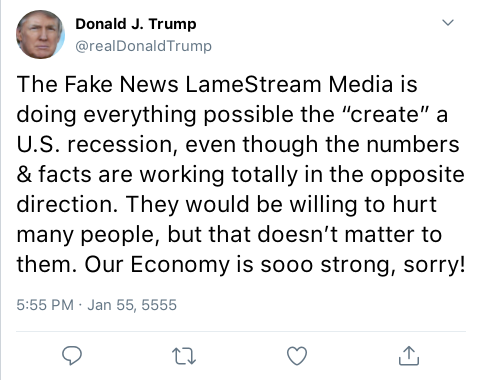 Donald J. Trump
@realDonaldTrump
The Fake News LameStream Media is
doing everything possible the “create” a
U.S. recession, even though the numbers
& facts are working totally in the opposite
direction. They would be willing to hurt
many people, but that doesn’t matter to
them. Our Economy is sooo strong, sorry!
5:55 PM · Jan 55, 5555